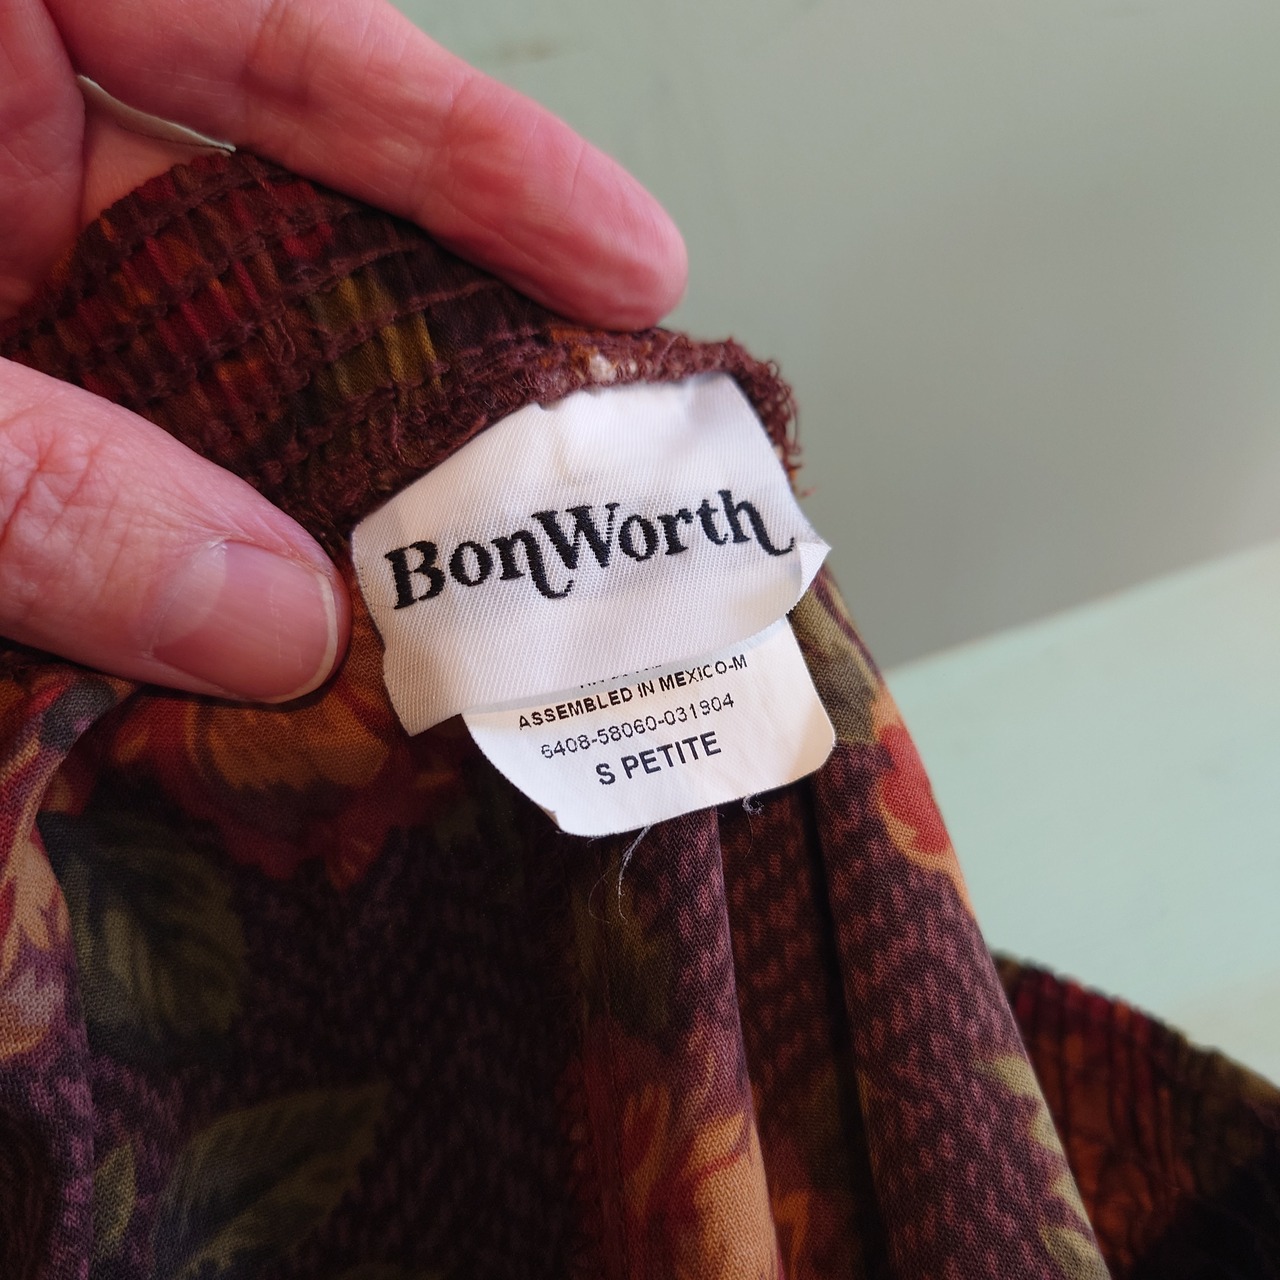 BonWorth
ASSEMBLED IN MEXICO-M
6408-58060-031904
S PETITE